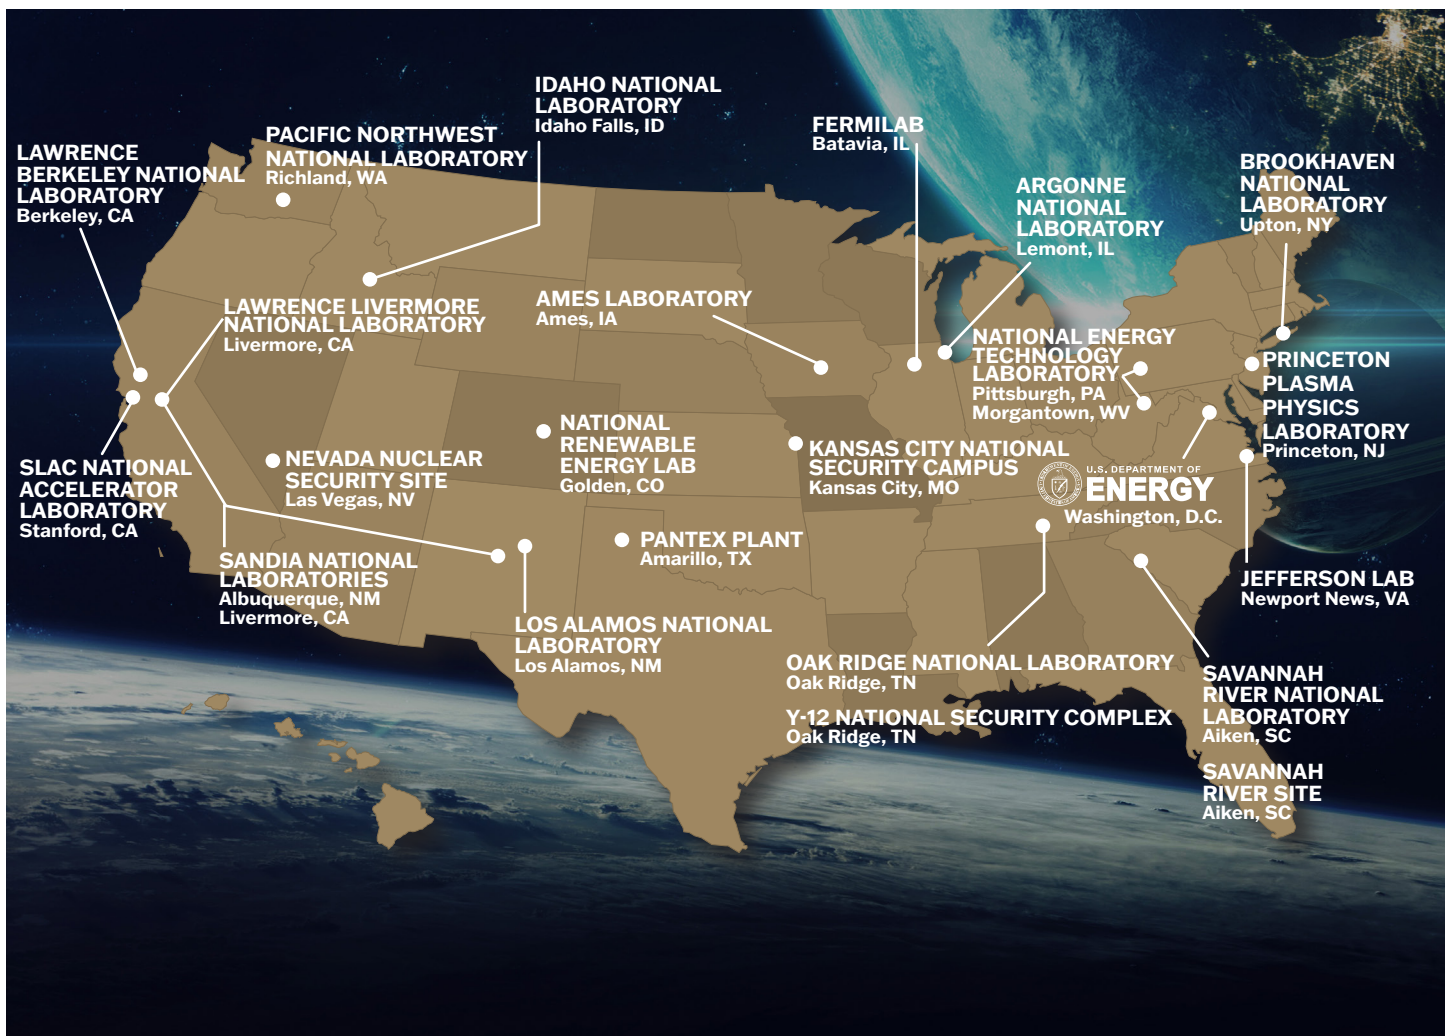 IDAHO NATIONAL
LABORATORY
Idaho Falls, ID
PACIFIC NORTHWEST
NATIONAL LABORATORY
Richland, WA
FERMILAB
Batavia, IL
LAWRENCE
BERKELEY NATIONAL
LABORATORY
Berkeley, CA
BROOKHAVEN
NATIONAL
LABORATORY
Upton, NY
ARGONNE
NATIONAL
LABORATORY
Lemont, IL
LAWRENCE LIVERMORE
NATIONAL LABORATORY
Livermore, CA
AMES LABORATORY
Ames, IA
NATIONAL ENERGY
TECHNOLOGY
LABORATORY
Pittsburgh, PA
Morgantown, WV
PRINCETON
PLASMA
PHYSICS
LABORATORY
Princeton, NJ
SLAC NATIONAL
ACCELERATOR
LABORATORY
Stanford, CA
NEVADA NUCLEAR
SECURITY SITE
Las Vegas, NV
NATIONAL
RENEWABLE
ENERGY LAB
Golden, CO
KANSAS CITY NATIONAL
SECURITY CAMPUS
Kansas City, MO
U.S. DEPARTMENT OF
ENERGY
Washington, D.C.
SANDIA NATIONAL
LABORATORIES
Albuquerque, NM
Livermore, CA
PANTEX PLANT
Amarillo, TX
JEFFERSON LAB
Newport News, VA
LOS ALAMOS NATIONAL
LABORATORY
Los Alamos, NM
OAK RIDGE NATIONAL LABORATORY
Oak Ridge, TN
Y-12 NATIONAL SECURITY COMPLEX
Oak Ridge, TN
SAVANNAH
RIVER NATIONAL
LABORATORY
Aiken, SC
SAVANNAH
RIVER SITE
Aiken, SC